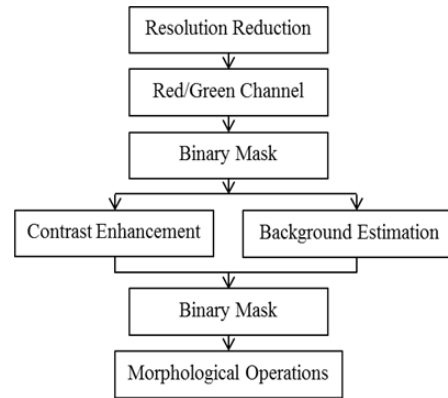 Resolution Reduction
Red/Green Channel
Binary Mask
Contrast Enhancement
Background Estimation
Binary Mask
Morphological Operations